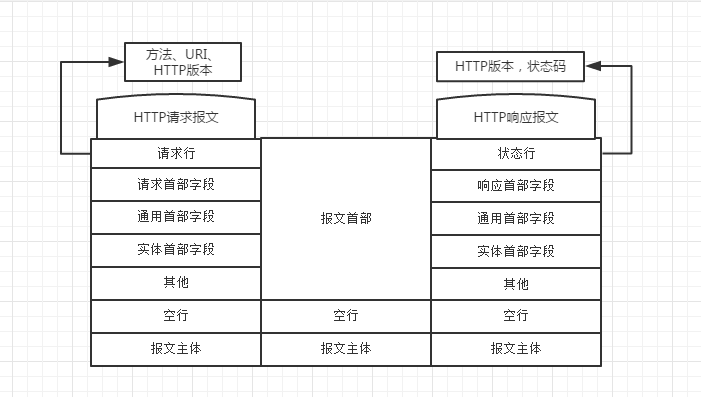 方法、URI、
HTTP版本
HTTP版本，状态码
HTTP请求报文
HTTP响应报文
请求行
状态行
请求首部字段
响应首部字段
通用首部字段
报文首部
通用首部字段
实体首部字段
实体首部字段
其他
其他
空行
空行
空行
报文主体
报文主体
报文主体